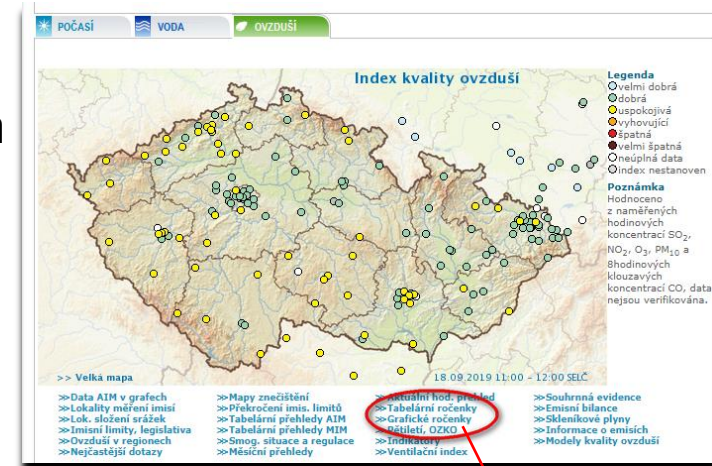 POČASÍ
VODA
OVZDUŠÍ
Index kvality ovzduší
Legenda
velmi dobrá
dobrá
uspokojivá
vyhovující
špatná
velmi špatná
neúplná data
index nestanoven
Poznámka
Hodnoceno
z naměřených
hodinových
koncentrací SO₂,
NO₂, O₃, PM₁₀ a
8hodinových
klouzavých
koncentrací CO, data
nejsou verifikována.
>> Velká mapa
18.09.2019 11:00 - 12:00 SELČ
>>Data AIM v grafech
>>Lokality měření imisí
>>Lok. složení srážek
>>Imisní limity, legislativa
>>Ovzduší v regionech
>>Nejčastější dotazy
>>Mapy znečištění
>>Překročení imis. limitů
>>Tabelární přehledy AIM
>>Tabelární přehledy MIM
>>Smog. situace a regulace
>>Měsíční přehledy
>>Aktuální hod. přehled
>>Tabelární ročenky
>>Grafické ročenky
>>Pětiletí, OZKO
>>Indikátory
>>Ventilační index
>>Souhrnná evidence
>>Emisní bilance
>>Skleníkové plyny
>>Informace o emisích
>>Modely kvality ovzduší